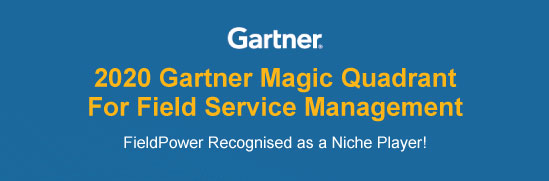 Gartner
2020 Gartner Magic Quadrant
For Field Service Management
FieldPower Recognised as a Niche Player!